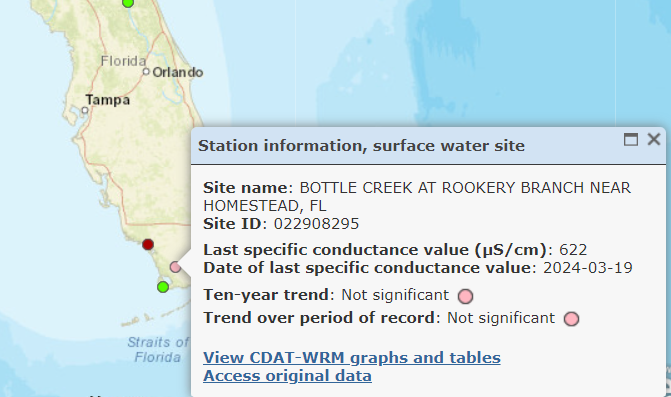 Florida
Orlando
Tampa
Station information, surface water site
Site name: BOTTLE CREEK AT ROOKERY BRANCH NEAR
HOMESTEAD, FL
Site ID: 022908295
Last specific conductance value (µS/cm): 622
Date of last specific conductance value: 2024-03-19
Ten-year trend: Not significant
Trend over period of record: Not significant
Straits of
Florida
View CDAT-WRM graphs and tables
Access original data